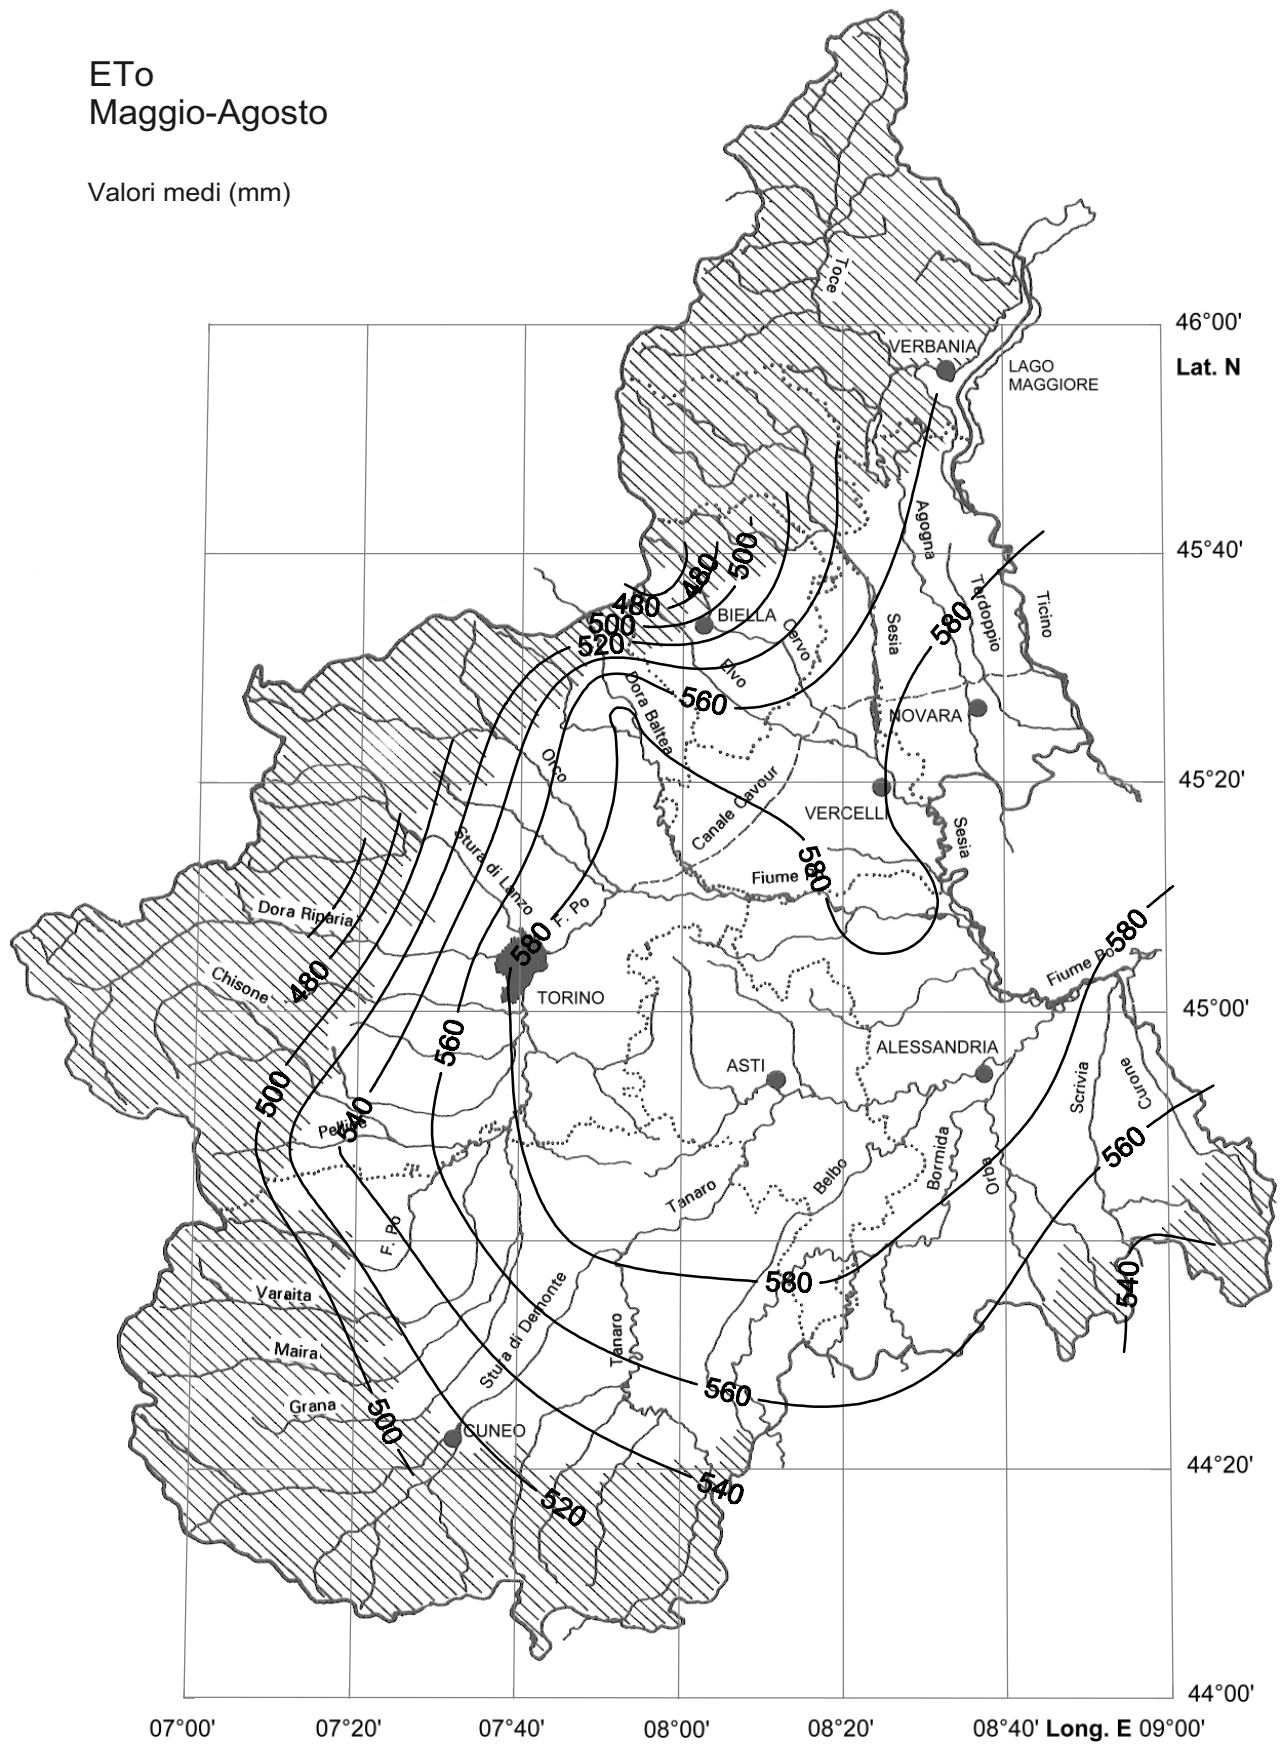 ETo
Maggio-Agosto
Valori medi (mm)
Toce
46°00'
VERBANIA
Lat. N
LAGO
MAGGIORE
Agogna
45°40'
500
480
480
Terdoppio
Ticino
500
BIELLA
580
520
Cervo
Sesia
Elvo
560
Dora Baltea
NOVARA
Orco
45°20'
Canale Cavour
VERCELLI
Stura di Lanzo
Sesia
580
Fiume P
Dora Riparia
F. Po
580
580
Chisone
480
Fiume Po
TORINO
45°00'
560
ALESSANDRIA
ASTI
500
Scrivia
Curone
540
Pellice
560
Bormida
Orba
Belbo
Tanaro
F. Po
580
540
Varaita
Stura di Demonte
Tanaro
Maira
560
Grana
500
CUNEO
44°20'
540
520
44°00'
07°00'
07°20'
07°40'
08°00'
08°20'
08°40'
Long. E
09°00'